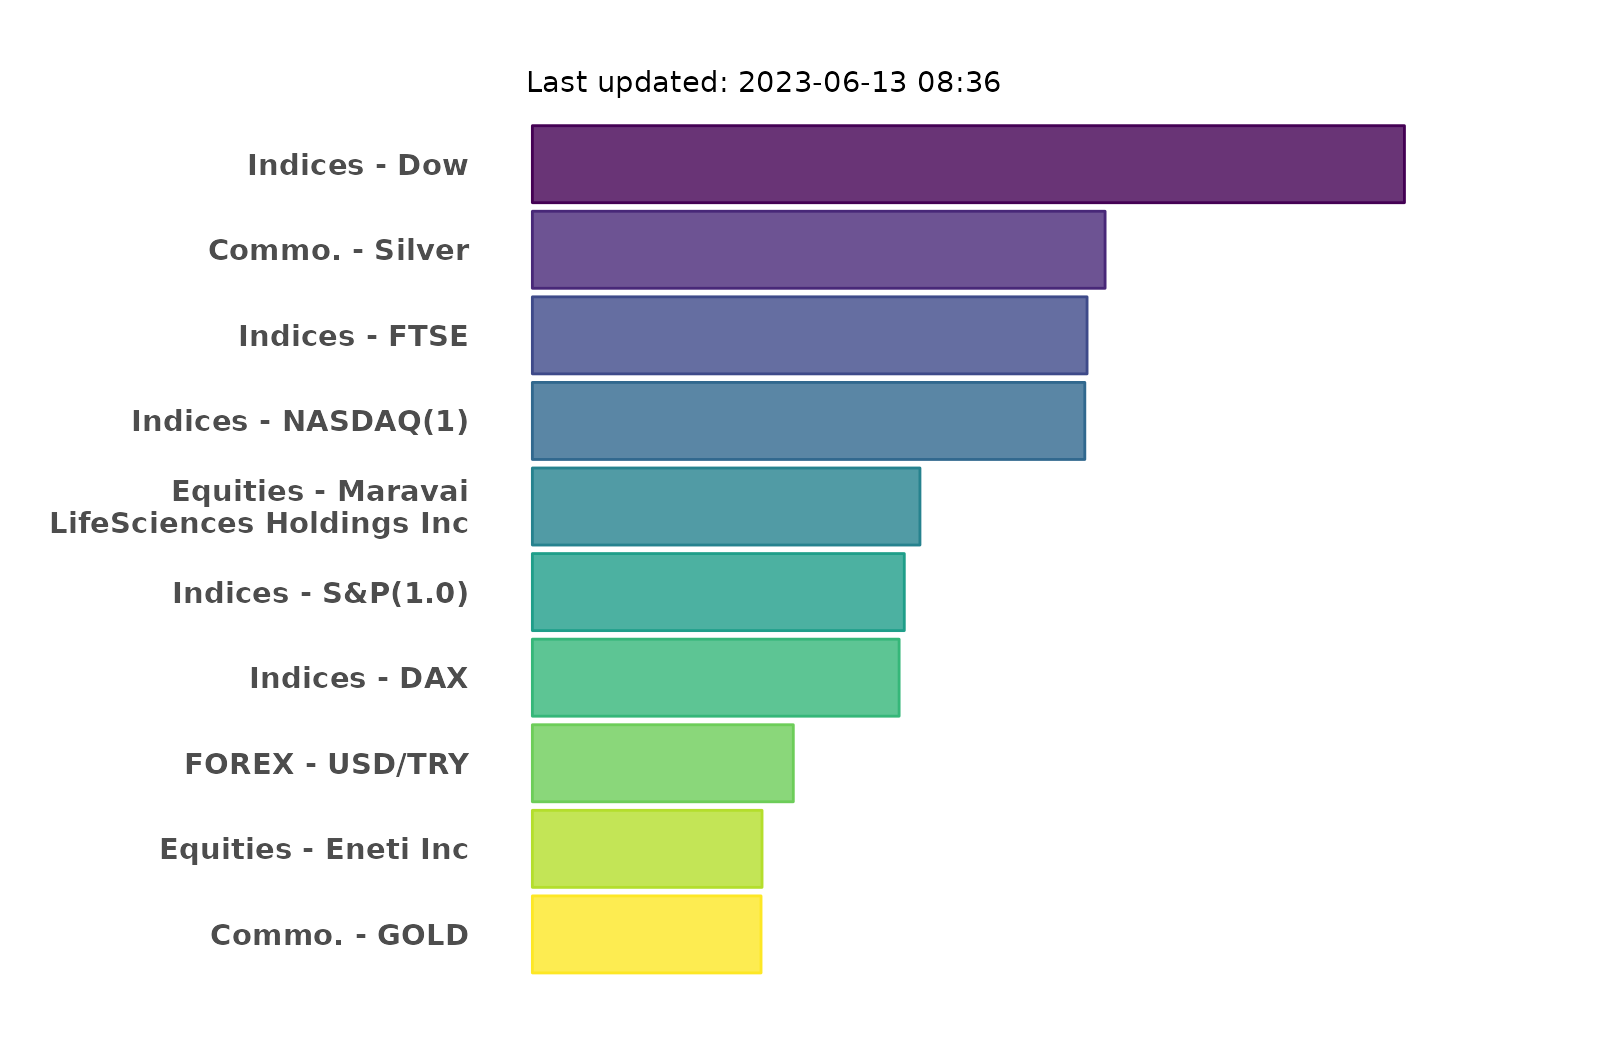 Last updated: 2023-06-13 08:36
Indices - Dow
Commo. - Silver
Indices - FTSE
Indices - NASDAQ(1)
Equities - Maravai
LifeSciences Holdings Inc
Indices - S&P(1.0)
Indices - DAX
FOREX - USD/TRY
Equities - Eneti Inc
Commo. - GOLD